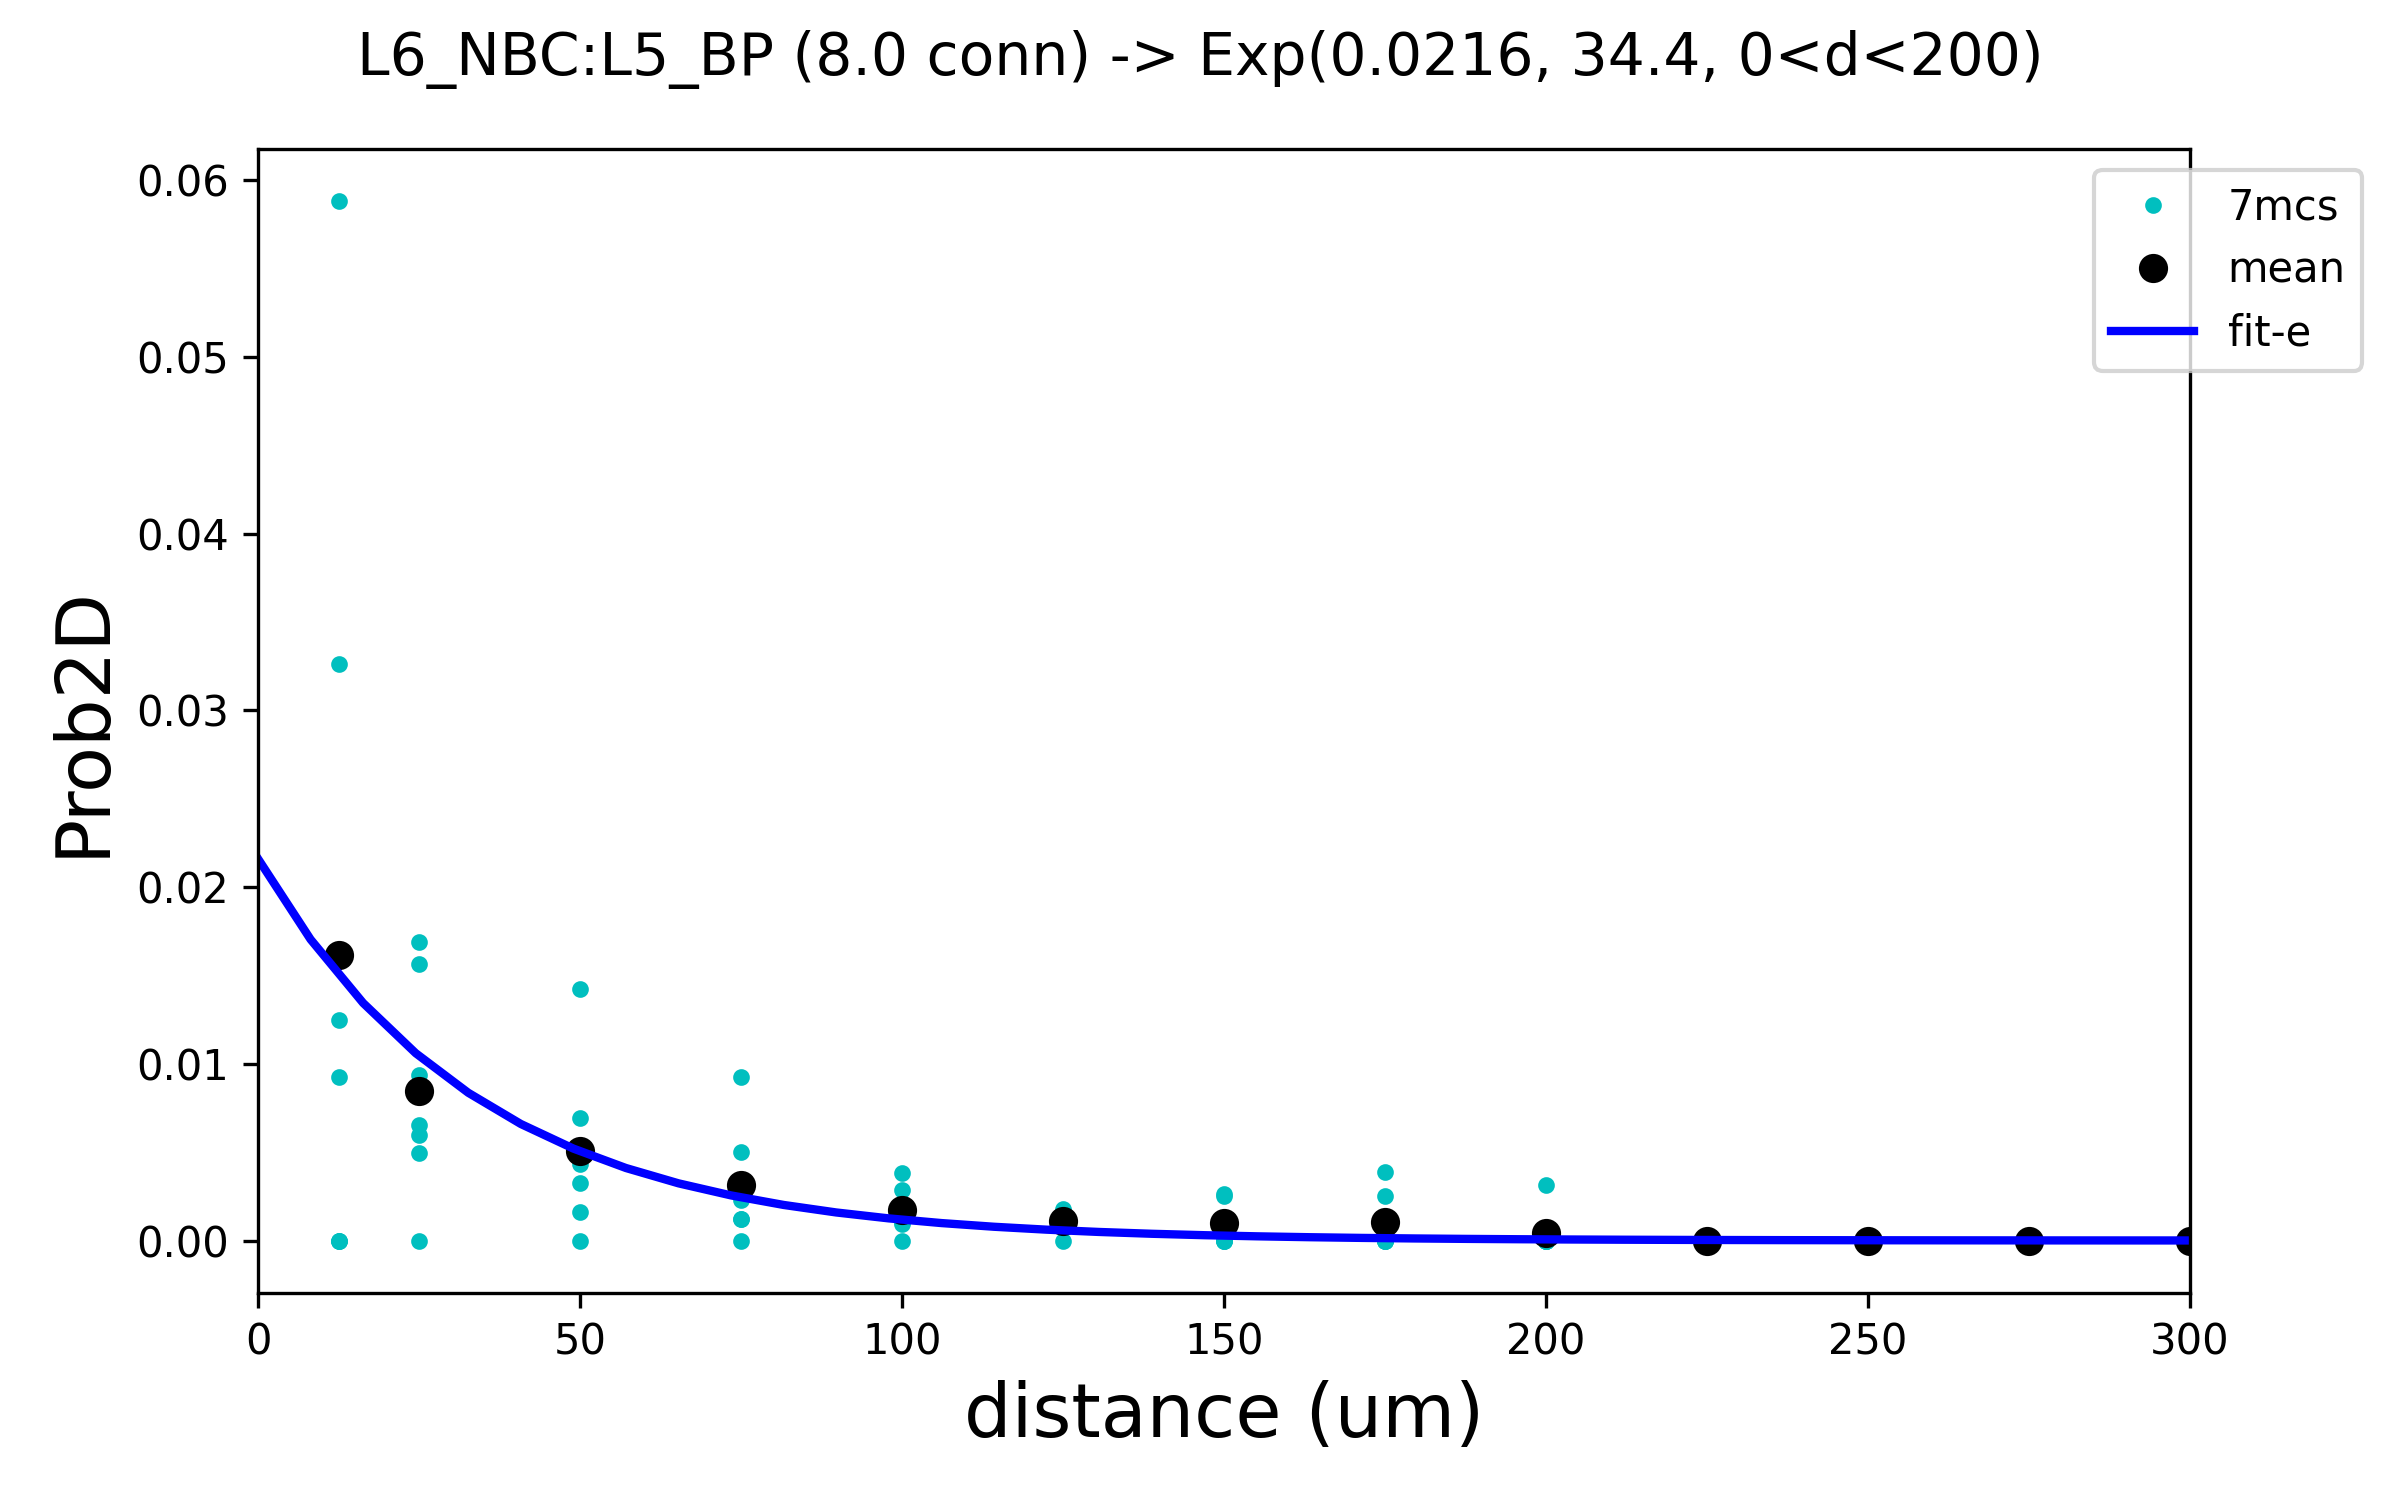 L6_NBC:L5_BP (8.0 conn) -> Exp(0.0216, 34.4, 0<d<200)
7mcs
mean
fit-e
Prob2D
0.06
0.05
0.04
0.03
0.02
0.01
0.00
0 50 100 150 200 250 300
distance (um)